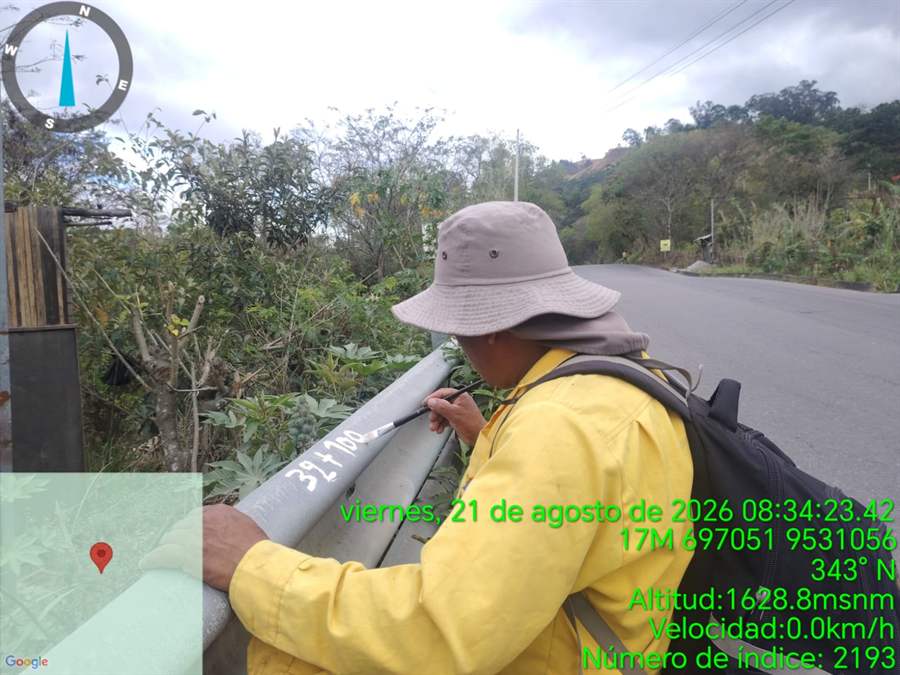 N
W
E
S
39+100
viernes, 21 de agosto de 2026 08:34:23.42
17M 697051 9531056
343° N
Altitud:1628.8msnm
Velocidad:0.0km/h
Número de índice: 2193
Google